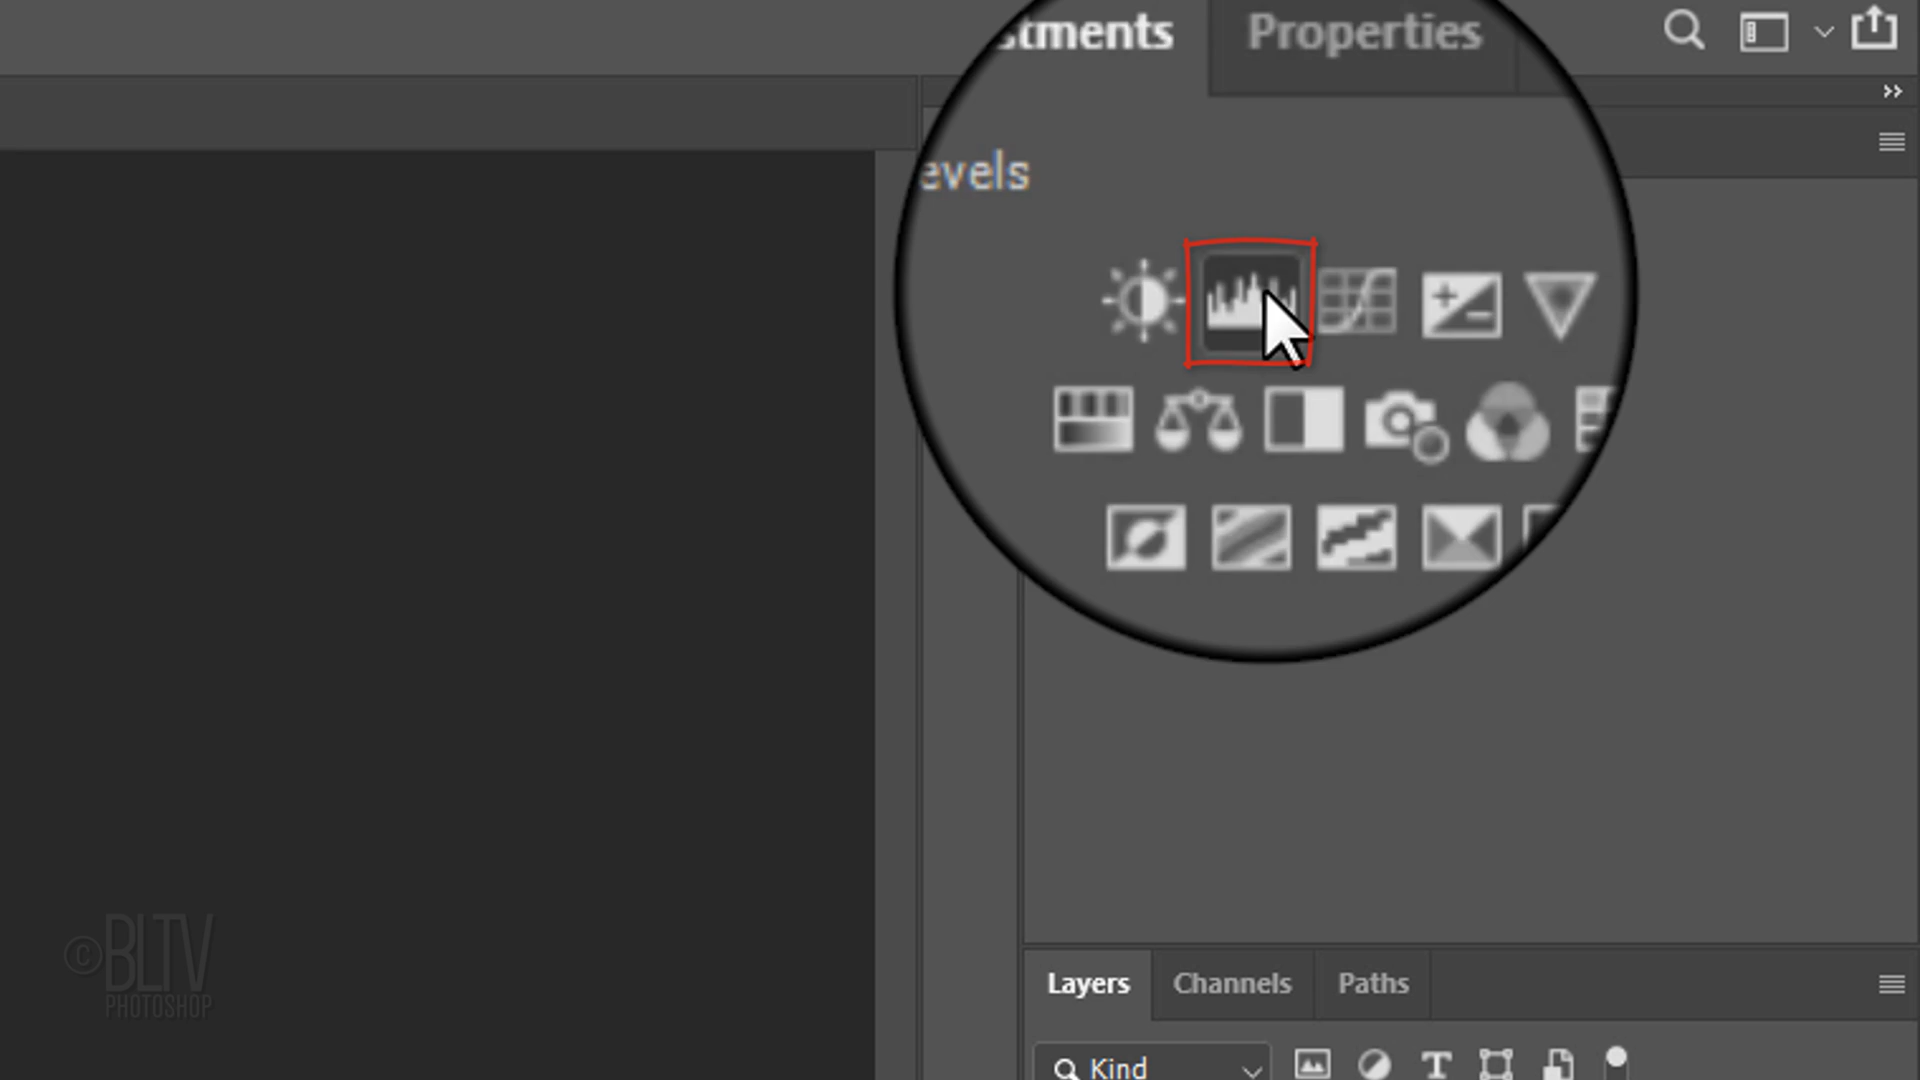 stments Properties
evels
Layers Channels Paths
Kind
©BLTV
PHOTOSHOP